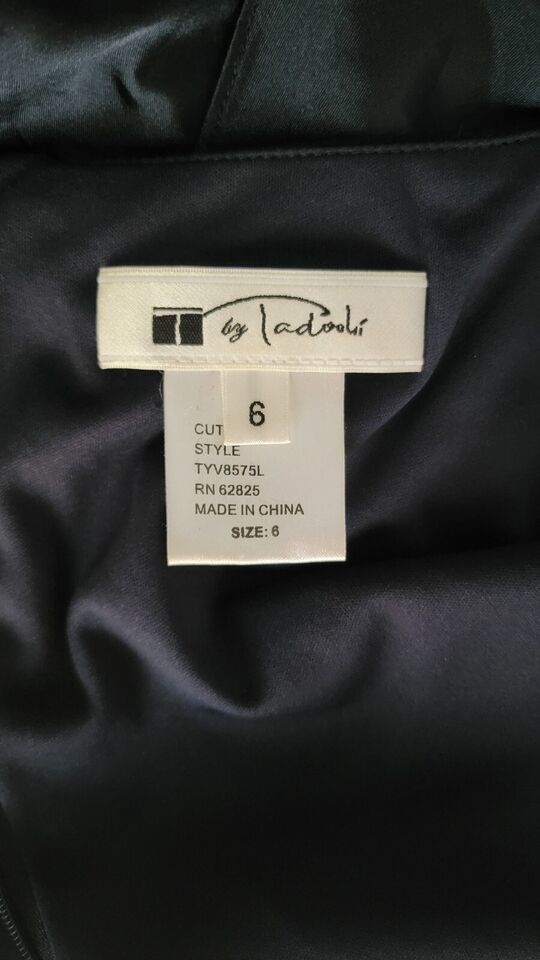 T by Tadashi
6
CUT
STYLE
TYV8575L
RN 62825
MADE IN CHINA
SIZE: 6